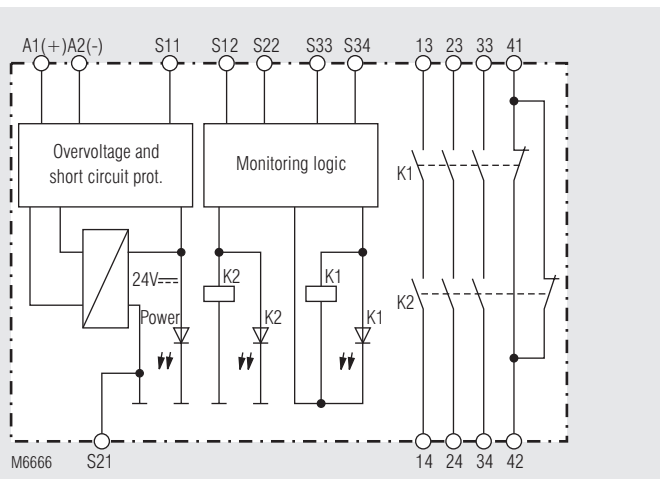 A1(+) A2(-) S11 S12 S22 S33 S34 13 23 33 41
Overvoltage and
short circuit prot.
Monitoring logic
K1
24V
K2 K1
K2
Power K2 K1
M6666 S21 14 24 34 42